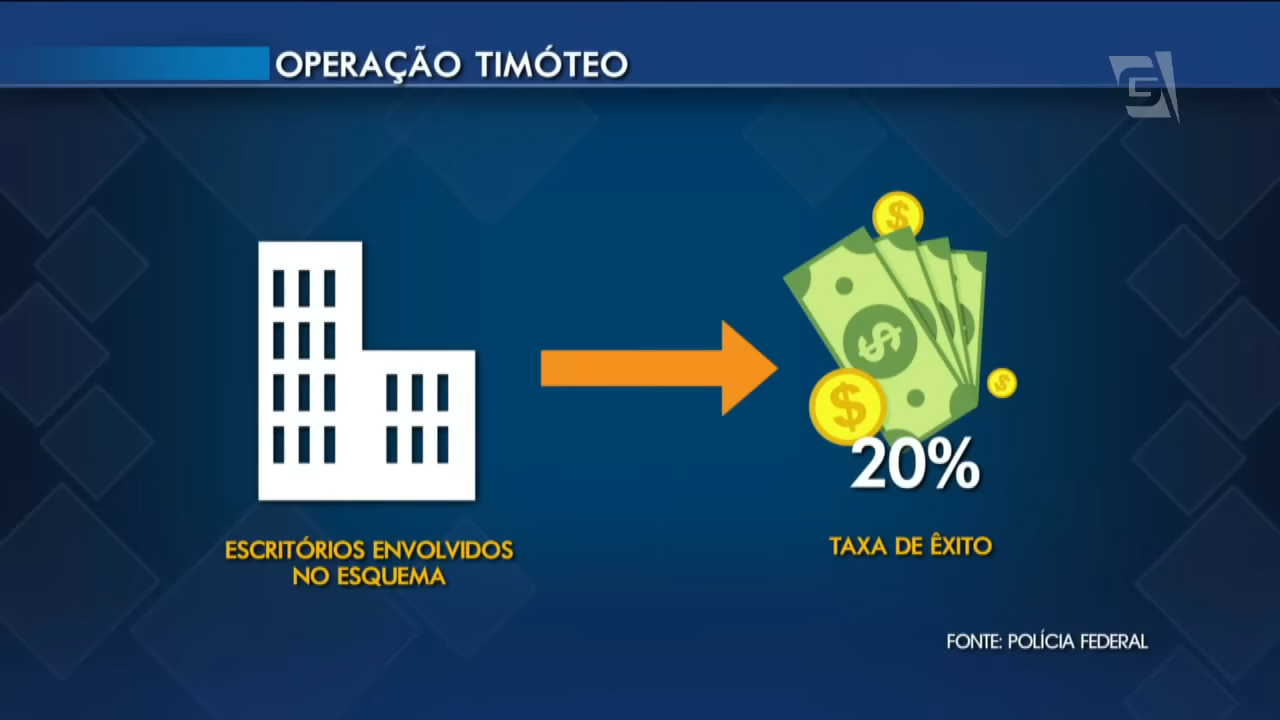 OPERAÇÃO TIMÓTEO
20%
ESCRITÓRIOS ENVOLVIDOS
NO ESQUEMA
TAXA DE ÊXITO
FONTE: POLÍCIA FEDERAL